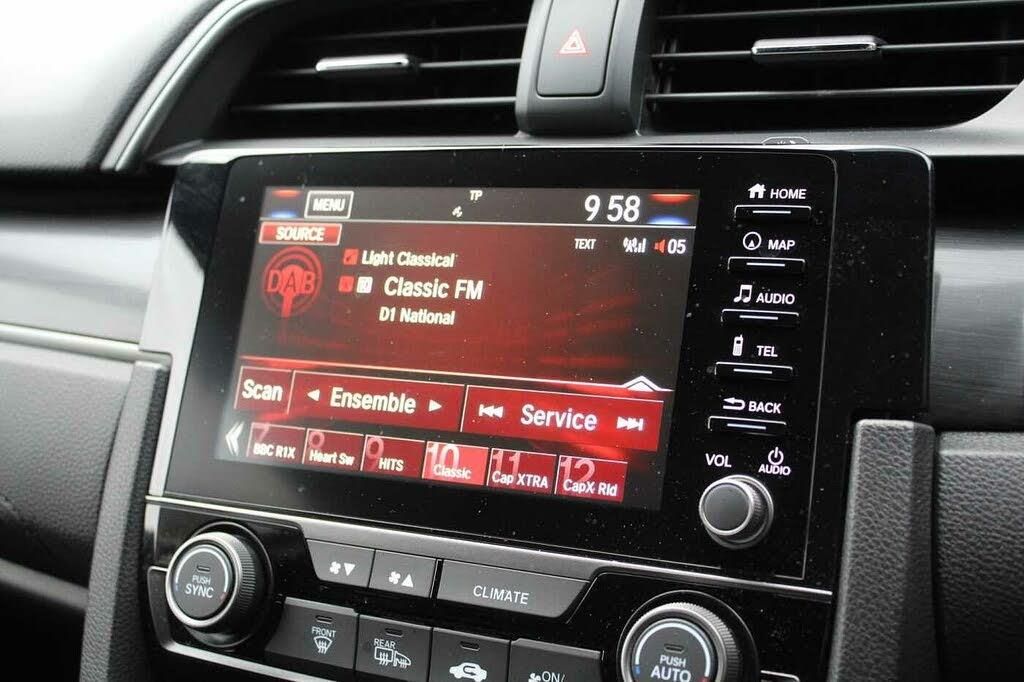 MENU
TP
9 58
HOME
SOURCE
TEXT
05
MAP
DAB
Light Classical
Classic FM
D1 National
AUDIO
TEL
Scan
Ensemble
Service
BACK
7 BBC R1X
8 Heart Sw
9 HITS
10 Classic
11 Cap XTRA
12 CapX Rld
VOL
AUDIO
PUSH
SYNC
CLIMATE
FRONT
REAR
ON/
PUSH
AUTO